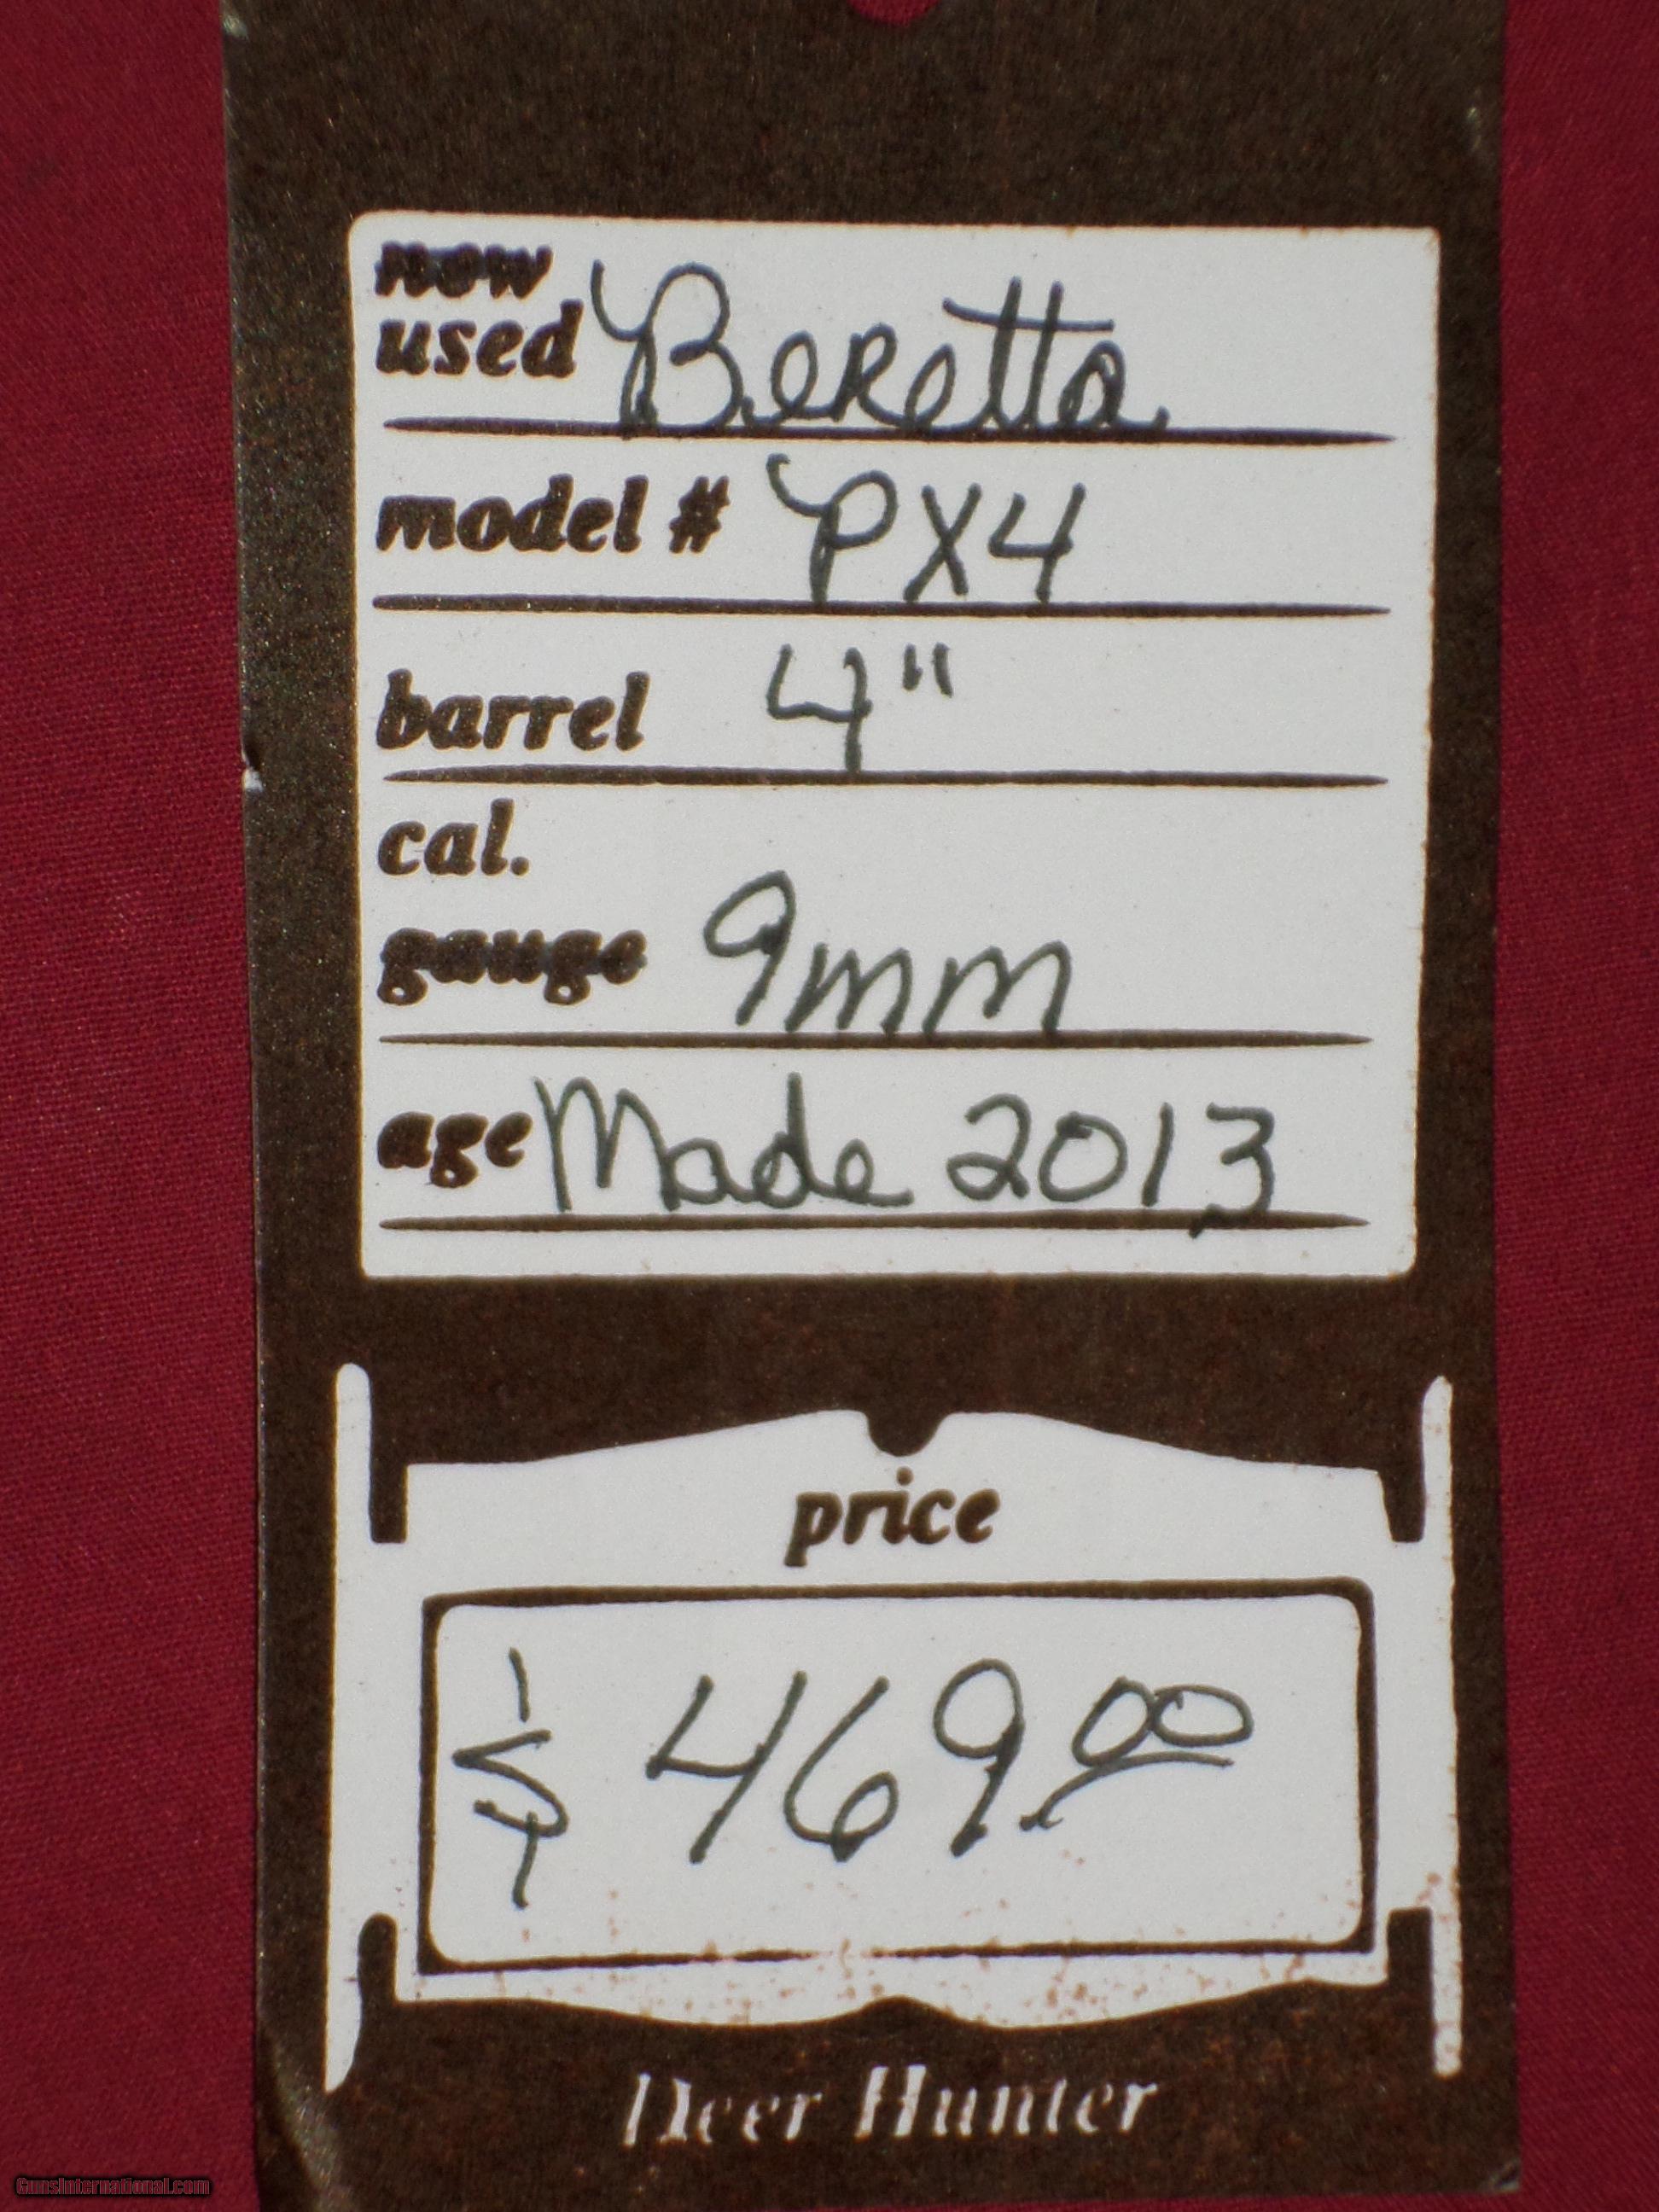 new
used Beretta
model # PX4
barrel 4"
cal.
gauge 9mm
age Made 2013
price
$ 469.00
Deer Hunter
GunsInternational.com